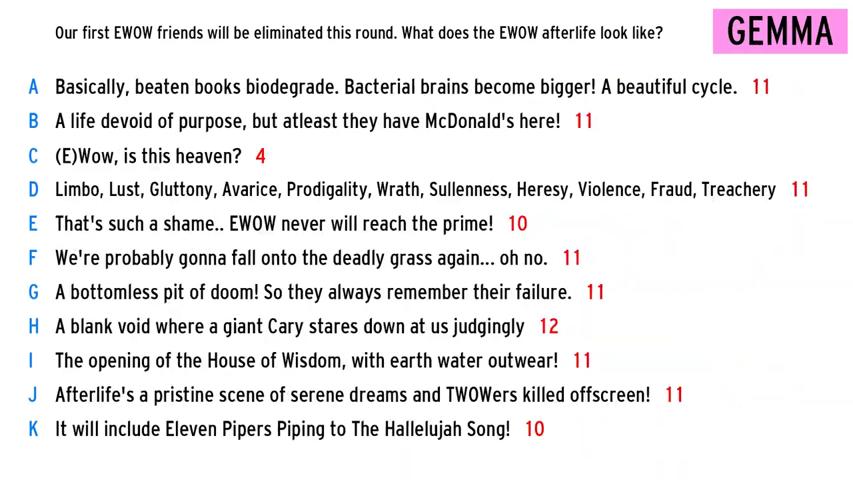 Our first EWOW friends will be eliminated this round. What does the EWOW afterlife look like?
GEMMA
A Basically, beaten books biodegrade. Bacterial brains become bigger! A beautiful cycle. 11
B A life devoid of purpose, but atleast they have McDonald's here! 11
C (E)Wow, is this heaven? 4
D Limbo, Lust, Gluttony, Avarice, Prodigality, Wrath, Sullenness, Heresy, Violence, Fraud, Treachery 11
E That's such a shame.. EWOW never will reach the prime! 10
F We're probably gonna fall onto the deadly grass again... oh no. 11
G A bottomless pit of doom! So they always remember their failure. 11
H A blank void where a giant Cary stares down at us judgingly 12
I The opening of the House of Wisdom, with earth water outwear! 11
J Afterlife's a pristine scene of serene dreams and TWOWers killed offscreen! 11
K It will include Eleven Pipers Piping to The Hallelujah Song! 10